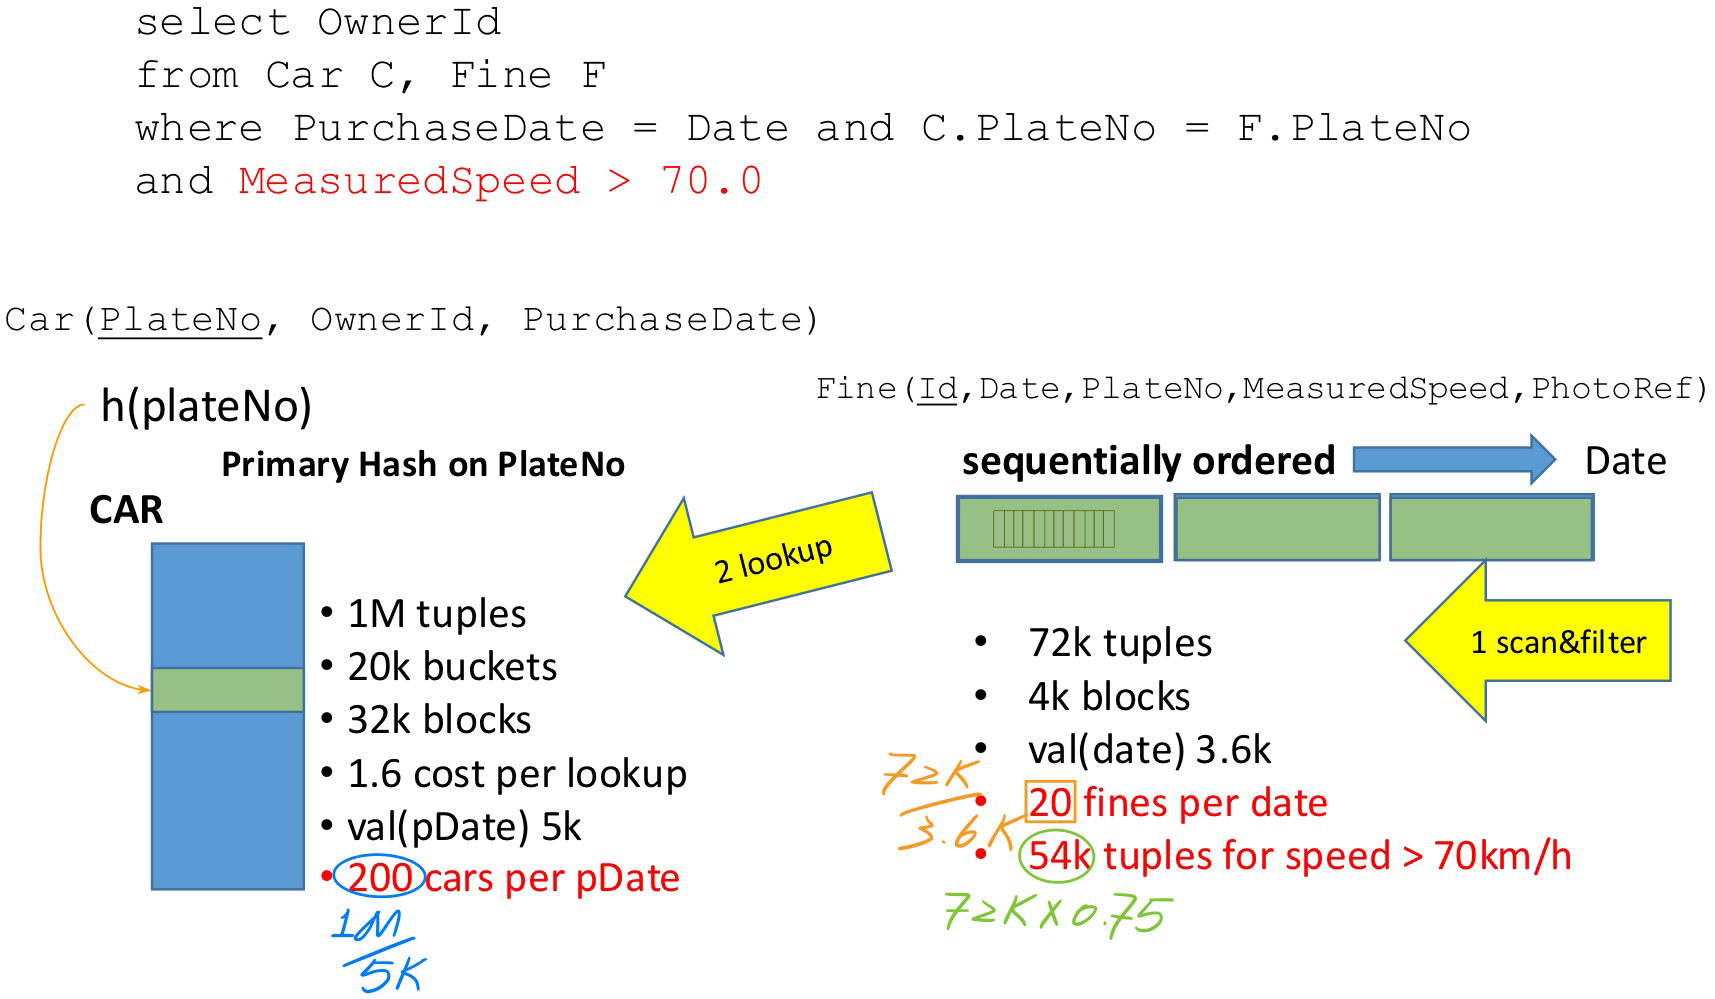 select OwnerId
from Car C, Fine F
where PurchaseDate = Date and C.PlateNo = F.PlateNo
and MeasuredSpeed > 70.0
Car(PlateNo, OwnerId, PurchaseDate)
h(plateNo)
Primary Hash on PlateNo
CAR
• 1M tuples
• 20k buckets
• 32k blocks
• 1.6 cost per lookup
• val(pDate) 5k
• 200 cars per pDate
1M
5K
2 lookup
Fine(Id,Date,PlateNo,MeasuredSpeed,PhotoRef)
sequentially ordered
Date
1 scan&filter
• 72k tuples
• 4k blocks
• val(date) 3.6k
• 20 fines per date
• 54k tuples for speed > 70km/h
72K
3.6K
72K X 0.75